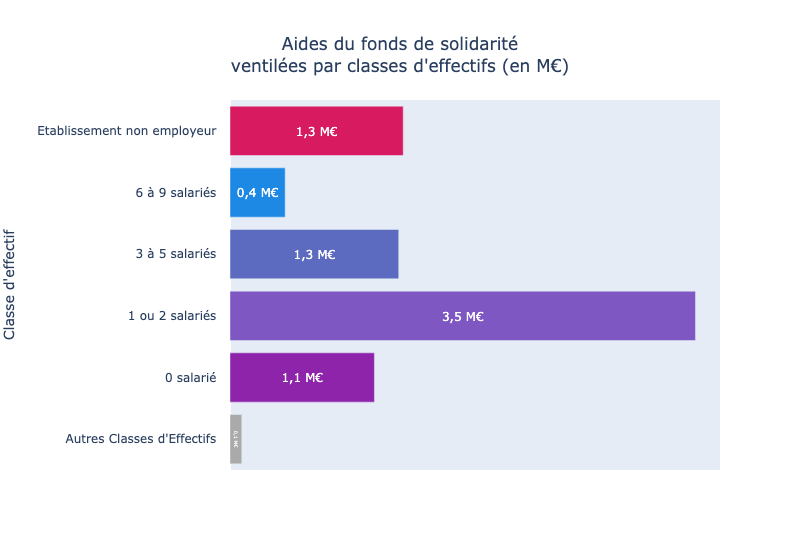 Aides du fonds de solidarité
ventilées par classes d'effectifs (en M€)
Classe d'effectif
Etablissement non employeur
1,3 M€
6 à 9 salariés
0,4 M€
3 à 5 salariés
1,3 M€
1 ou 2 salariés
3,5 M€
0 salarié
1,1 M€
Autres Classes d'Effectifs
0,1 M€